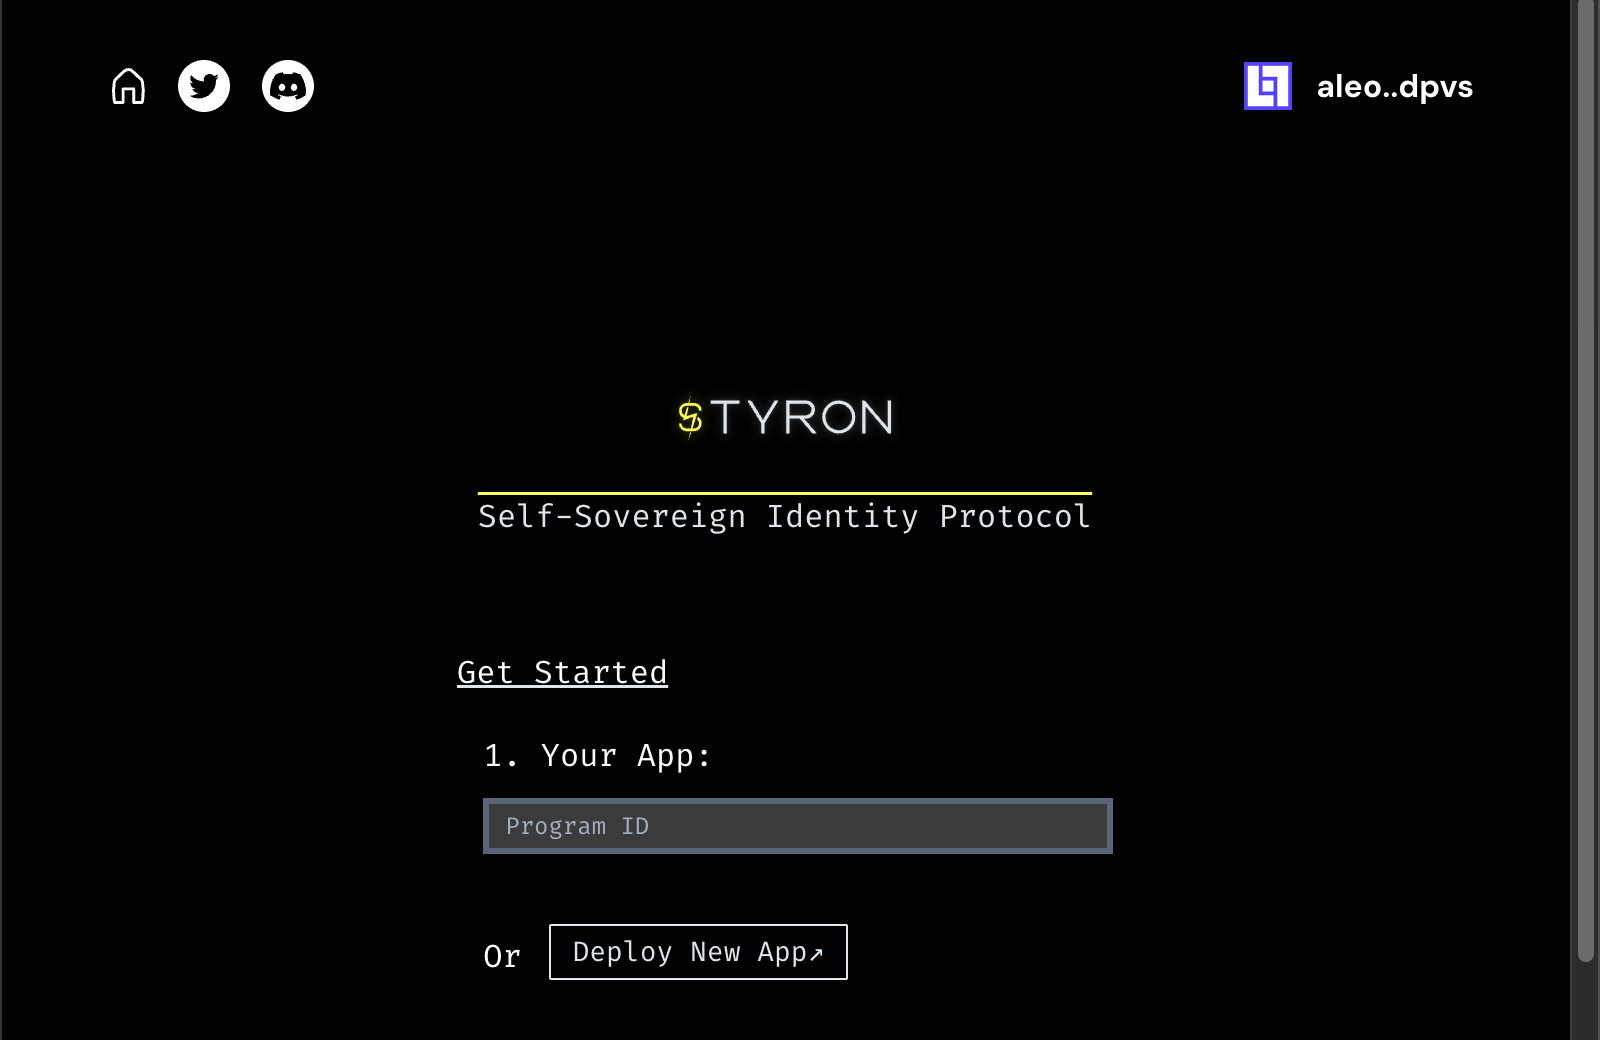 aleo..dpvs
$TYRON
Self-Sovereign Identity Protocol
Get Started
1. Your App:
Program ID
Or
Deploy New App↗